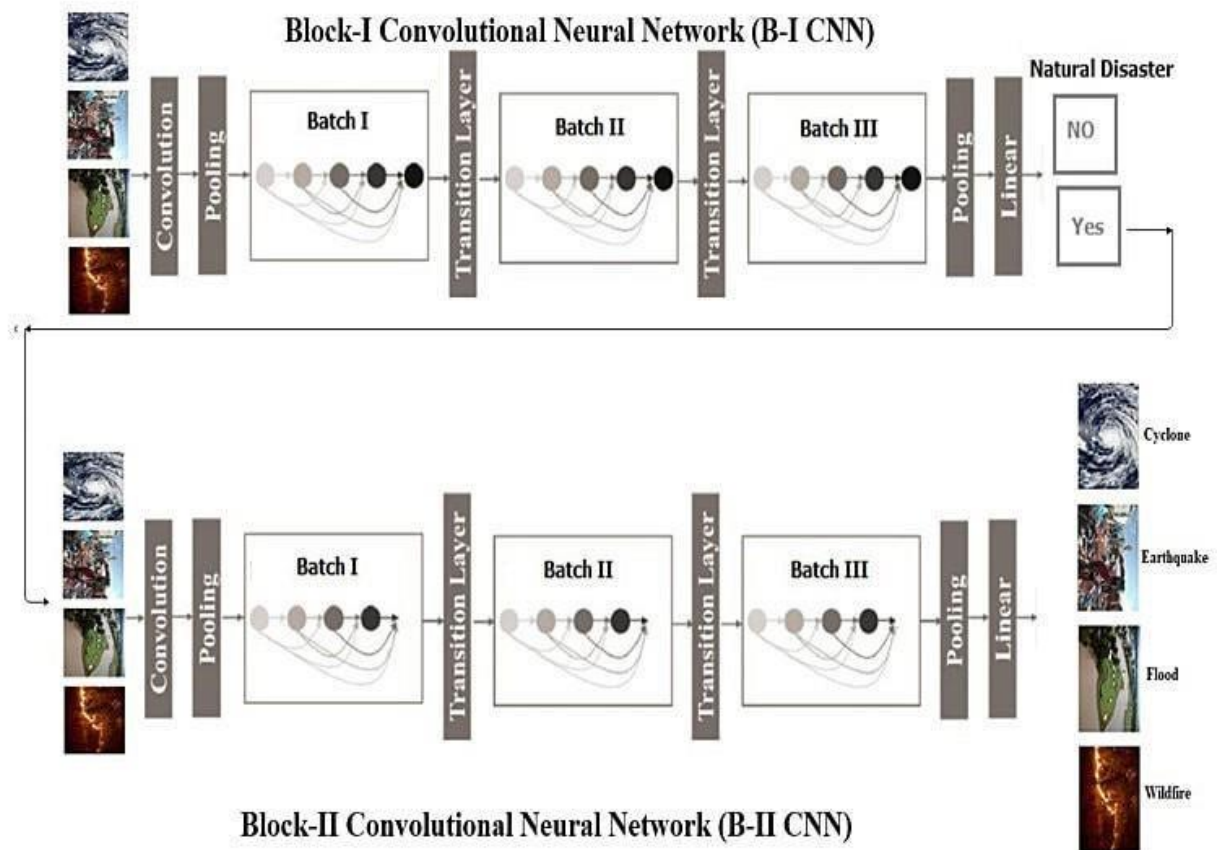 Block-I Convolutional Neural Network (B-I CNN)
Convolution
Pooling
Batch I
Transition Layer
Batch II
Transition Layer
Batch III
Pooling
Linear
Natural Disaster
NO
Yes
Convolution
Pooling
Batch I
Transition Layer
Batch II
Transition Layer
Batch III
Pooling
Linear
Cyclone
Earthquake
Flood
Wildfire
Block-II Convolutional Neural Network (B-II CNN)